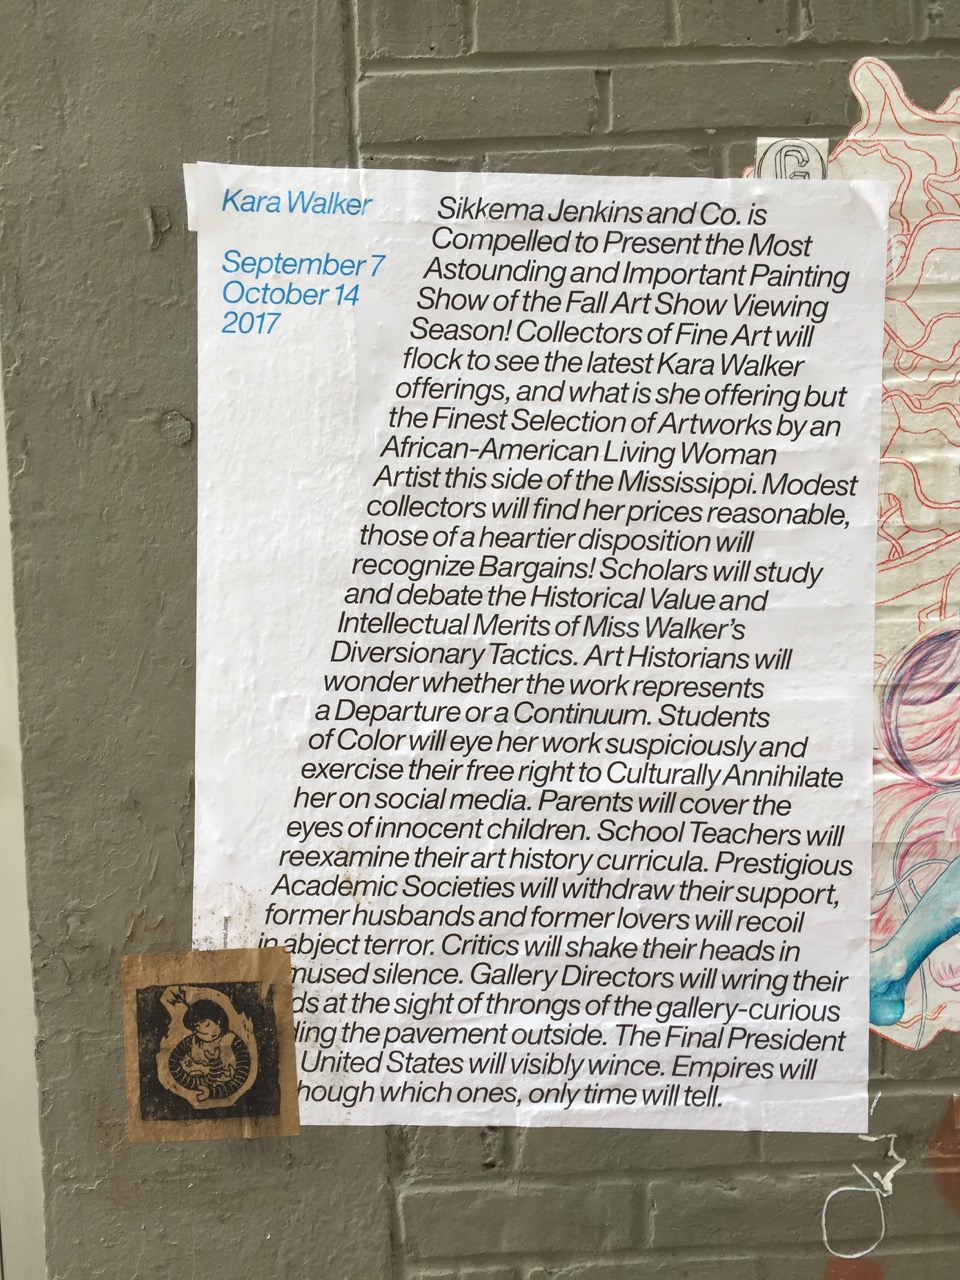 Kara Walker
September 7
October 14
2017
Sikkema Jenkins and Co. is
Compelled to Present the Most
Astounding and Important Painting
Show of the Fall Art Show Viewing
Season! Collectors of Fine Art will
flock to see the latest Kara Walker
offerings, and what is she offering but
the Finest Selection of Artworks by an
African-American Living Woman
Artist this side of the Mississippi. Modest
collectors will find her prices reasonable,
those of a heartier disposition will
recognize Bargains! Scholars will study
and debate the Historical Value and
Intellectual Merits of Miss Walker's
Diversionary Tactics. Art Historians will
wonder whether the work represents
a Departure or a Continuum. Students
of Color will eye her work suspiciously and
exercise their free right to Culturally Annihilate
her on social media. Parents will cover the
eyes of innocent children. School Teachers will
reexamine their art history curricula. Prestigious
Academic Societies will withdraw their support,
former husbands and former lovers will recoil
in abject terror. Critics will shake their heads in
mused silence. Gallery Directors will wring their
ds at the sight of throngs of the gallery-curious
ding the pavement outside. The Final President
United States will visibly wince. Empires will
hough which ones, only time will tell.
G